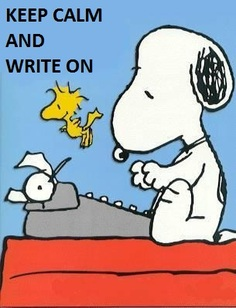 KEEP CALM
AND
WRITE ON